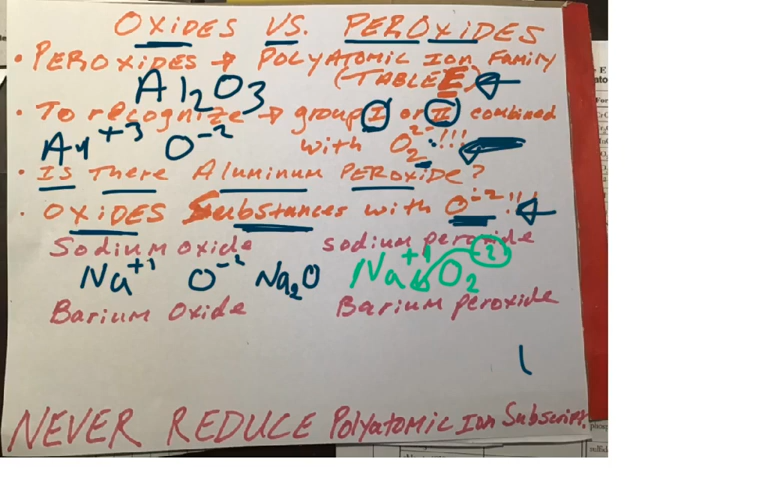 OXIDES VS. PEROXIDES
• PEROXIDES → POLYATOMIC ION FAMILY
(TABLE E)
Al2O3
• To recognize → group I or II combined
with O2^2-!!!
Al+3 O-2
• IS There Aluminum PEROXIDE?
• OXIDES Substances with O-2!!!
Sodium oxide sodium peroxide
Na+1 O-2 Na2O Na+1 O2 -2
Barium Oxide Barium peroxide
NEVER REDUCE Polyatomic Ion Subscript.